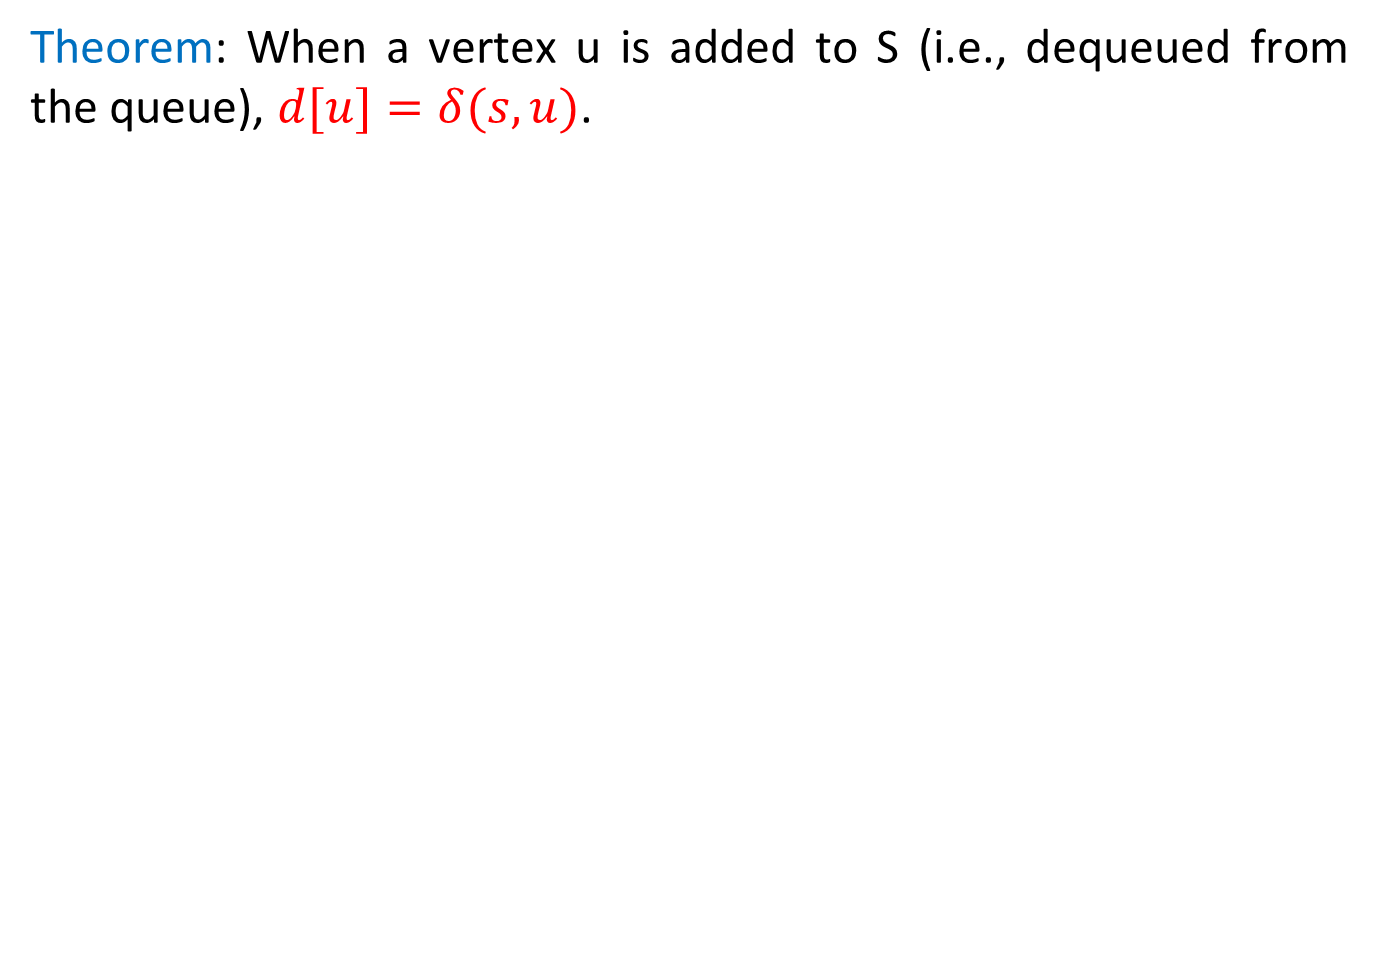 Theorem: When a vertex u is added to S (i.e., dequeued from
the queue), d[u] = δ(s, u).